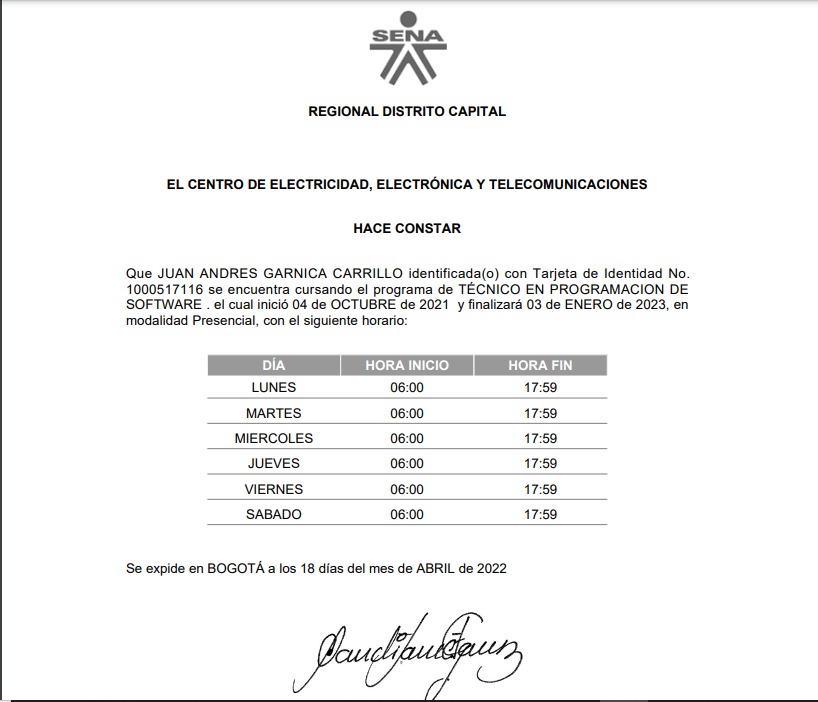 SENA
REGIONAL DISTRITO CAPITAL
EL CENTRO DE ELECTRICIDAD, ELECTRÓNICA Y TELECOMUNICACIONES
HACE CONSTAR
Que JUAN ANDRES GARNICA CARRILLO identificada(o) con Tarjeta de Identidad No.
1000517116 se encuentra cursando el programa de TÉCNICO EN PROGRAMACION DE
SOFTWARE . el cual inició 04 de OCTUBRE de 2021 y finalizará 03 de ENERO de 2023, en
modalidad Presencial, con el siguiente horario:
DÍA HORA INICIO HORA FIN
LUNES 06:00 17:59
MARTES 06:00 17:59
MIERCOLES 06:00 17:59
JUEVES 06:00 17:59
VIERNES 06:00 17:59
SABADO 06:00 17:59
Se expide en BOGOTÁ a los 18 días del mes de ABRIL de 2022